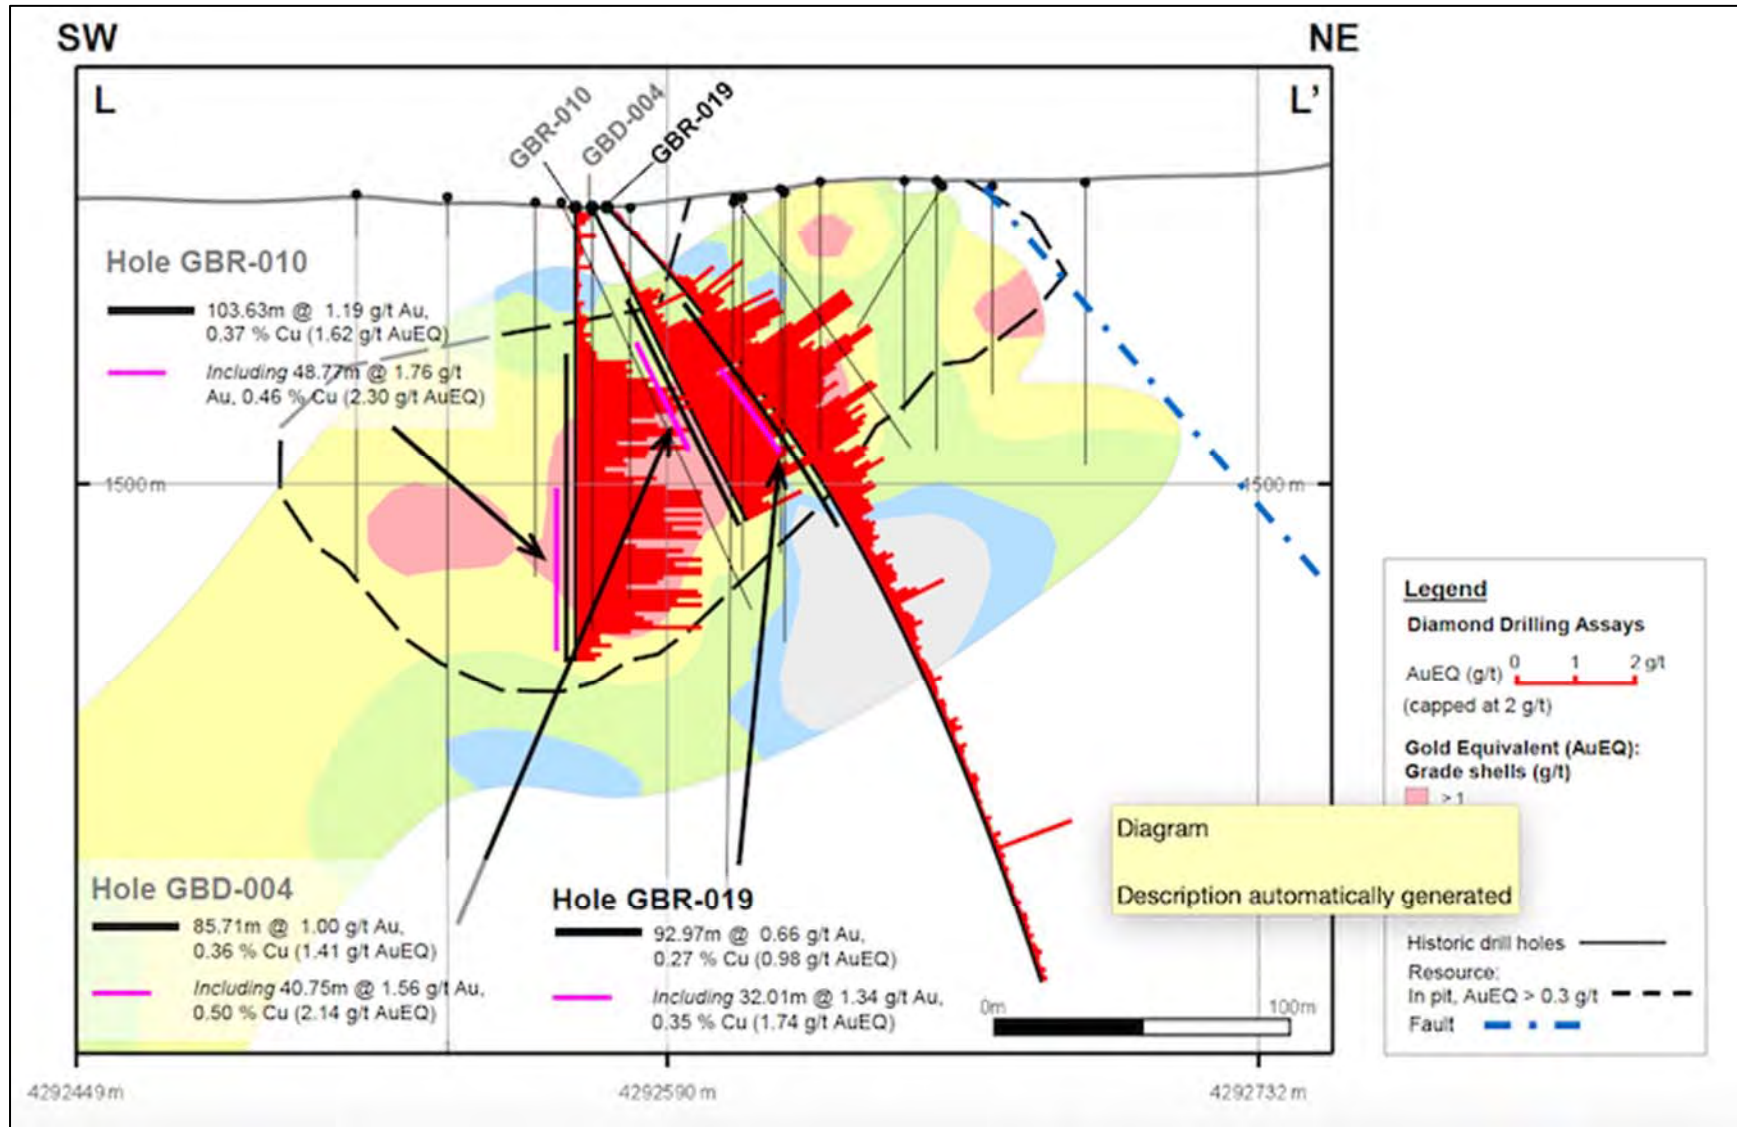 SW
NE
L
L’
GBR-010
GBD-004
GBR-019
Hole GBR-010
103.63m @ 1.19 g/t Au,
0.37 % Cu (1.62 g/t AuEQ)
Including 48.77m @ 1.76 g/t
Au, 0.46 % Cu (2.30 g/t AuEQ)
1500m
1500m
Hole GBD-004
85.71m @ 1.00 g/t Au,
0.36 % Cu (1.41 g/t AuEQ)
Including 40.75m @ 1.56 g/t Au,
0.50 % Cu (2.14 g/t AuEQ)
Hole GBR-019
92.97m @ 0.66 g/t Au,
0.27 % Cu (0.98 g/t AuEQ)
Including 32.01m @ 1.34 g/t Au,
0.35 % Cu (1.74 g/t AuEQ)
0m 100m
Legend
Diamond Drilling Assays
AuEQ (g/t) 0 1 2 g/t
(capped at 2 g/t)
Gold Equivalent (AuEQ):
Grade shells (g/t)
> 1
Diagram
Description automatically generated
Historic drill holes
Resource:
In pit, AuEQ > 0.3 g/t
Fault
4292449m 4292590 m 4292732 m